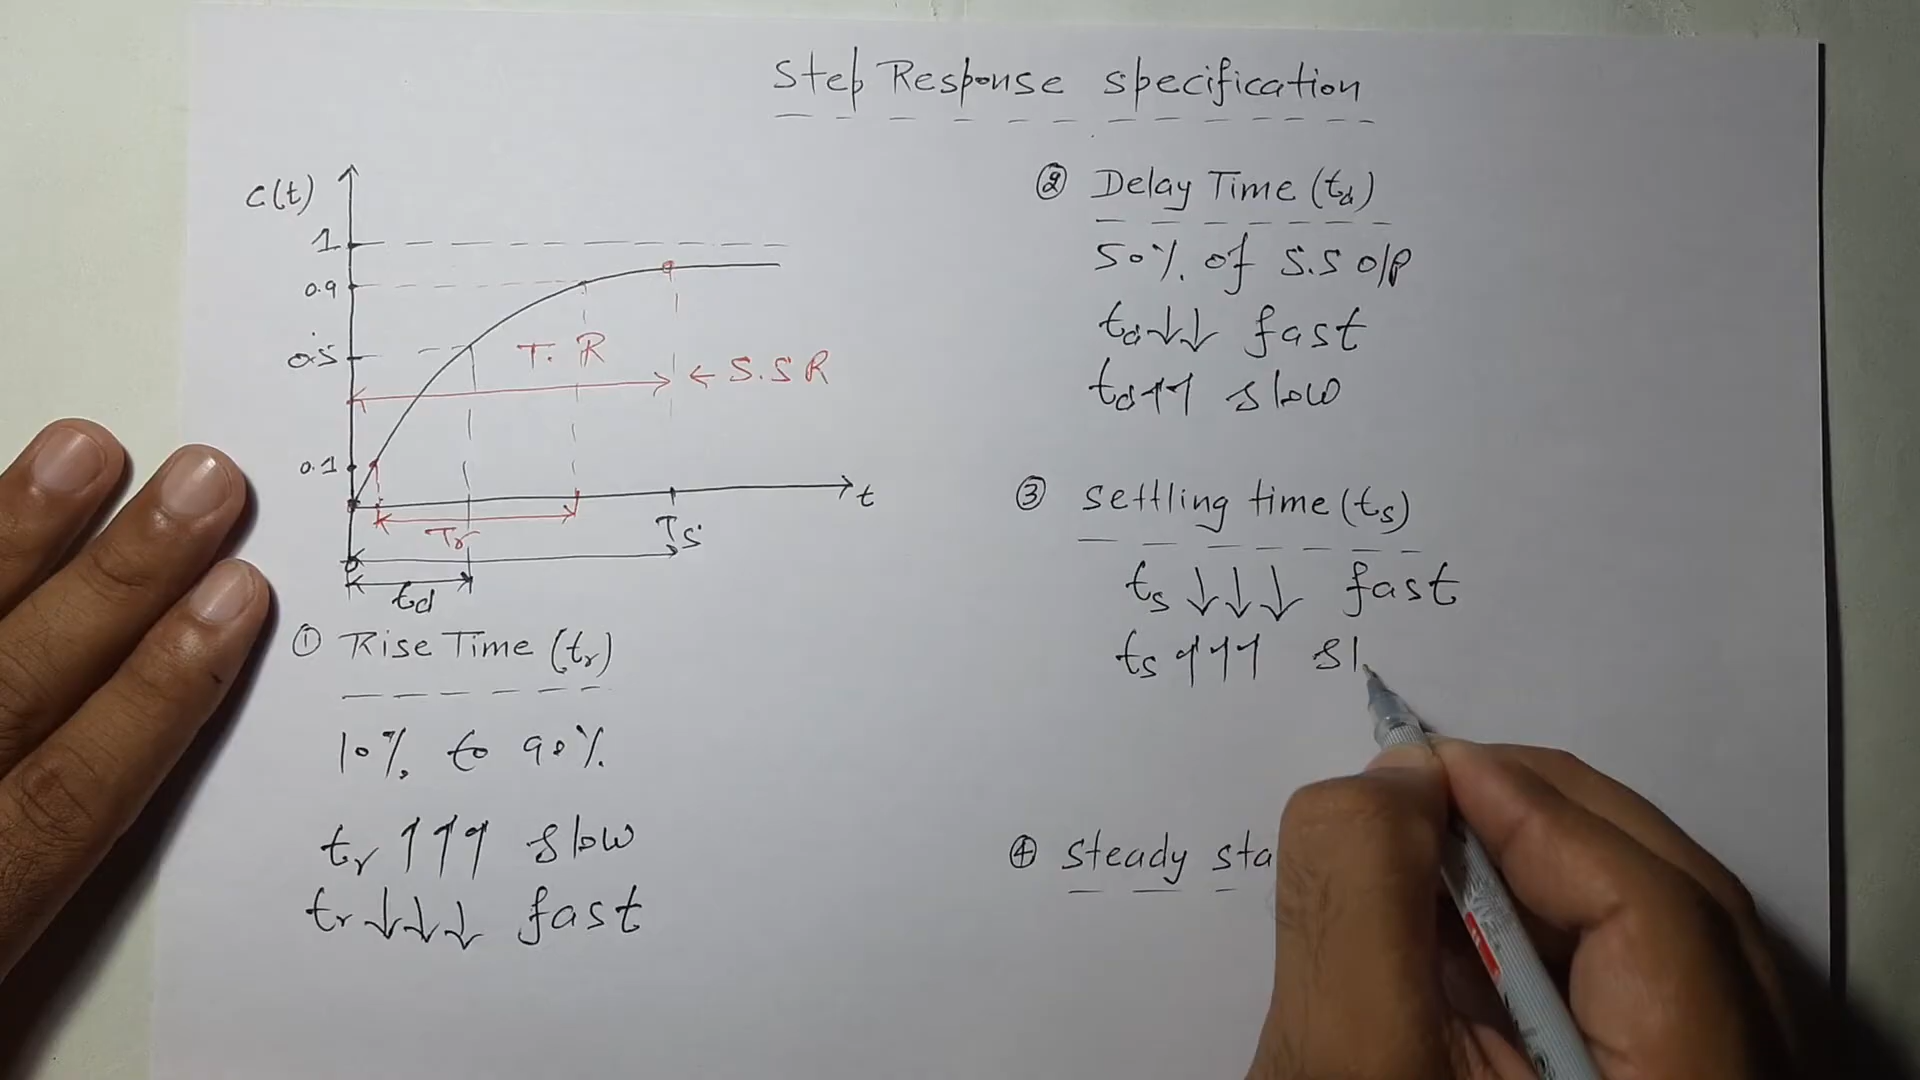 Step Response specification
c(t)
1
0.9
0.5
0.1
T.R
← S.S R
t
Tr
Ts
td
① Rise Time (tr)
10% to 90%
tr ↑↑↑ slow
tr ↓↓↓ fast
② Delay Time (td)
50% of S.S o/p
td ↓↓ fast
td ↑↑ slow
③ settling time (ts)
ts ↓↓↓ fast
ts ↑↑↑ sl
④ steady sta